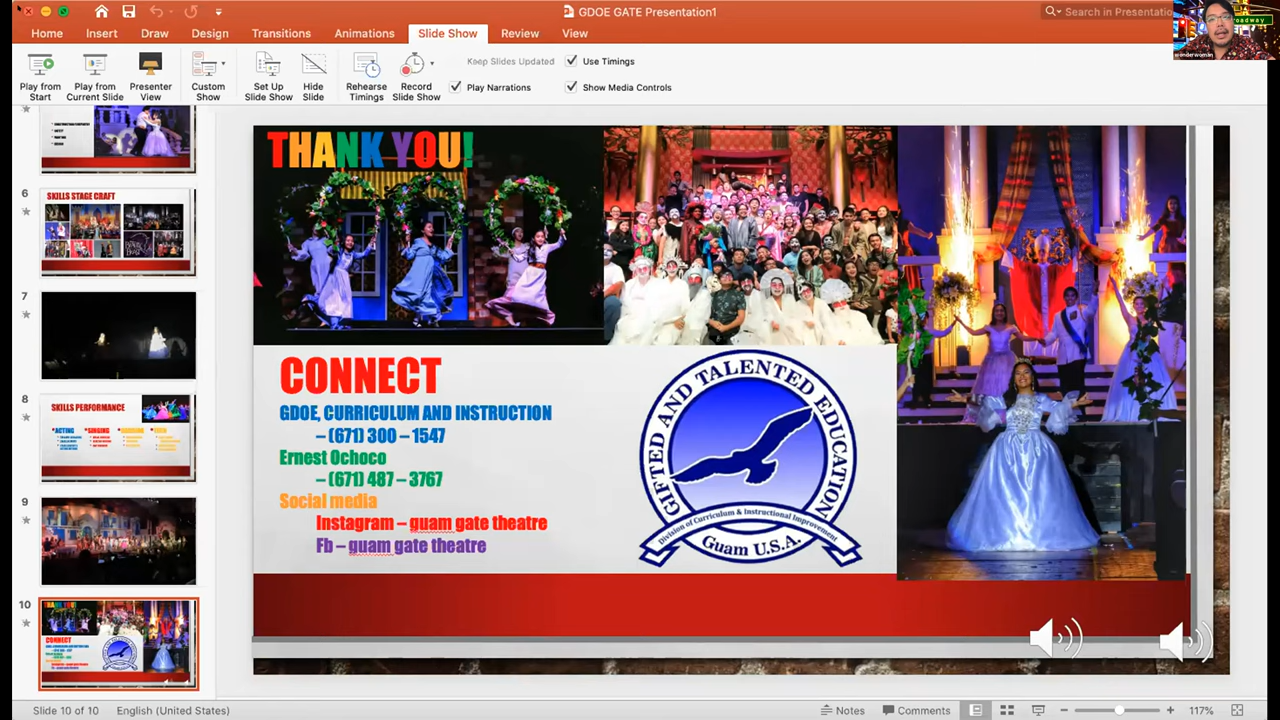 GDOE GATE Presentation1
Search in Presentation
Home
Insert
Draw
Design
Transitions
Animations
Slide Show
Review
View
Play from Start
Play from Current Slide
Presenter View
Custom Show
Set Up Slide Show
Hide Slide
Rehearse Timings
Record Slide Show
Keep Slides Updated
Use Timings
Play Narrations
Show Media Controls
6
SKILLS STAGE CRAFT
7
8
SKILLS PERFORMANCE
ACTING
SINGING
9
10
THANK YOU!
CONNECT
THANK YOU!
CONNECT
GDOE, CURRICULUM AND INSTRUCTION
– (671) 300 – 1547
Ernest Ochoco
– (671) 487 – 3767
Social media
Instagram – guam gate theatre
Fb – guam gate theatre
GIFTED AND TALENTED EDUCATION
Division of Curriculum & Instructional Improvement
Guam U.S.A.
Slide 10 of 10
English (United States)
Notes
Comments
117%